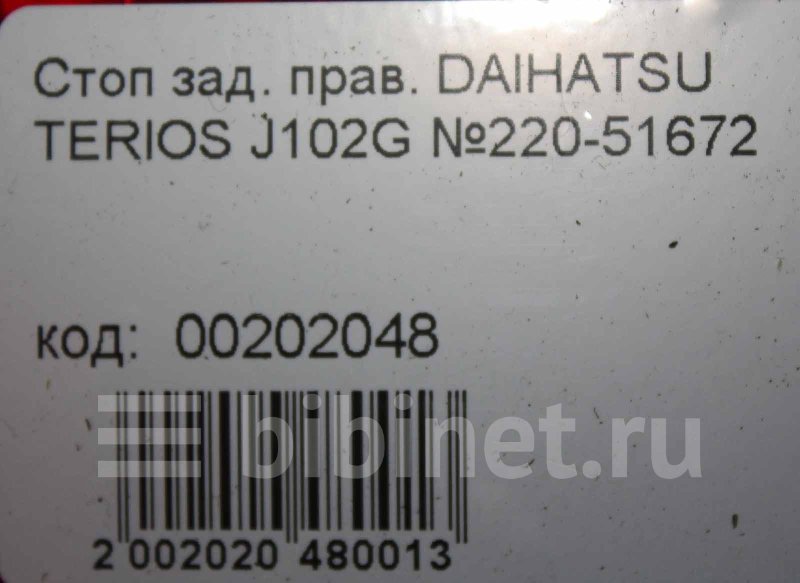 Стоп зад. прав. DAIHATSU
TERIOS J102G №220-51672
код: 00202048
bibinet.ru
2 002020 480013